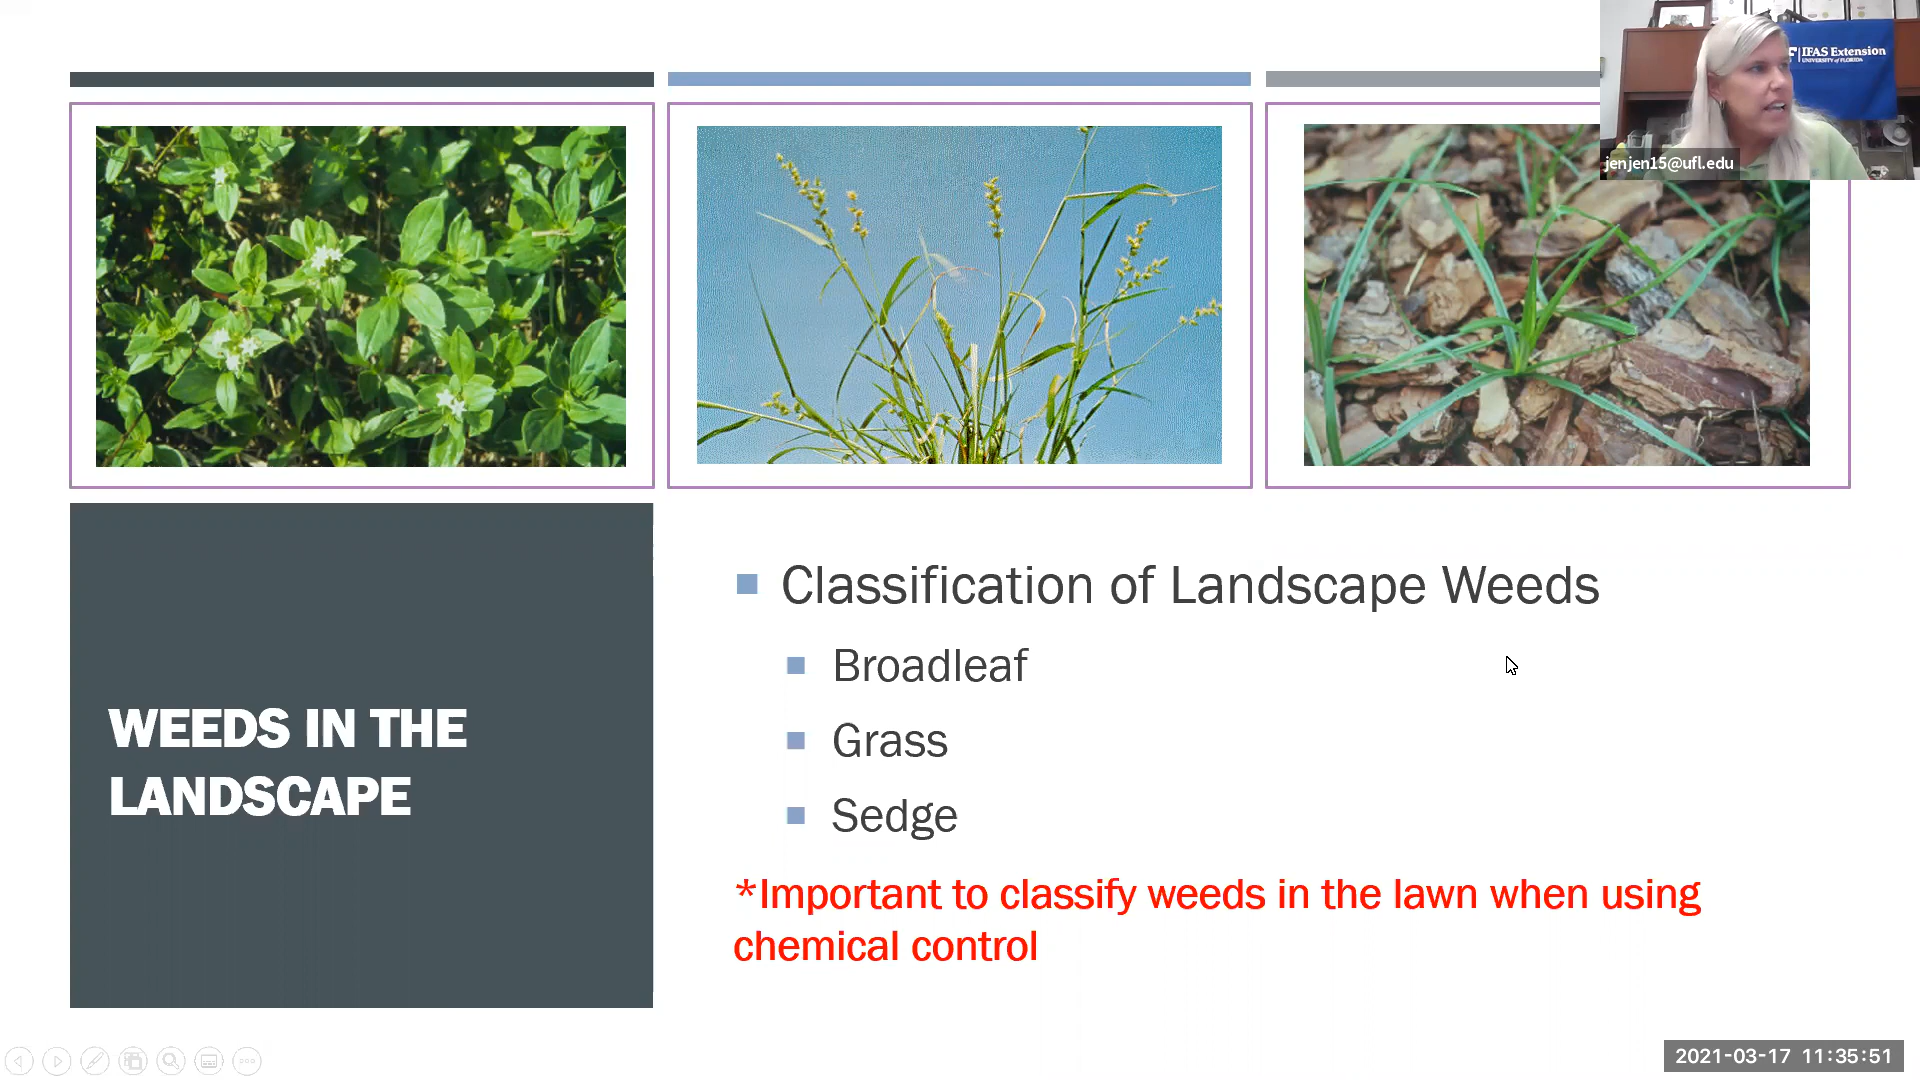 IFAS Extension
UNIVERSITY of FLORIDA
jenjen15@ufl.edu
WEEDS IN THE
LANDSCAPE
Classification of Landscape Weeds
Broadleaf
Grass
Sedge
*Important to classify weeds in the lawn when using
chemical control
2021-03-17 11:35:51